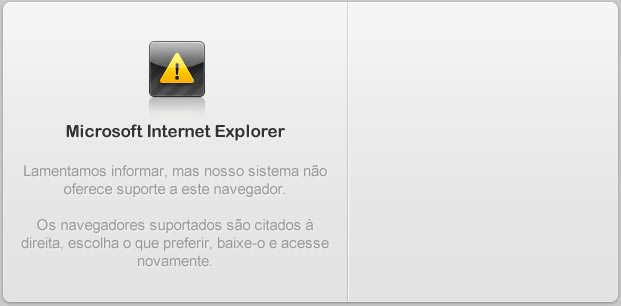 Microsoft Internet Explorer
Lamentamos informar, mas nosso sistema não
oferece suporte a este navegador.
Os navegadores suportados são citados à
direita, escolha o que preferir, baixe-o e acesse
novamente.